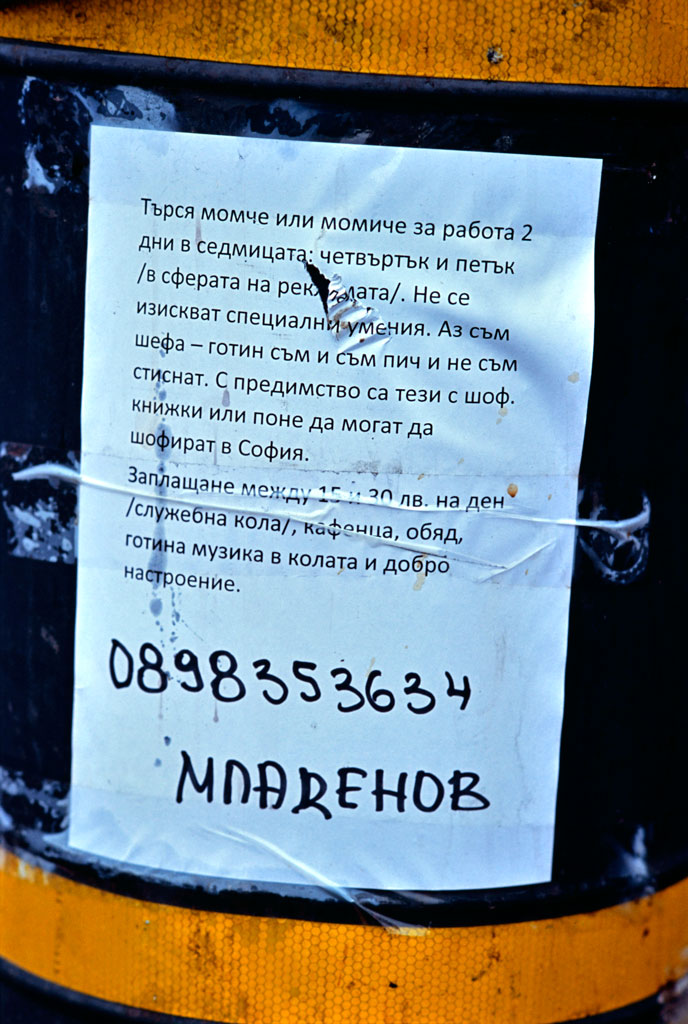 Търся момче или момиче за работа 2
дни в седмицата: четвъртък и петък
/в сферата на рекламата/. Не се
изискват специални умения. Аз съм
шефа – готин съм и съм пич и не съм
стиснат. С предимство са тези с шоф.
книжки или поне да могат да
шофират в София.
Заплащане между 15 и 30 лв. на ден
/служебна кола/, кафенца, обяд,
готина музика в колата и добро
настроение.
0898353634
МЛАДЕНОВ